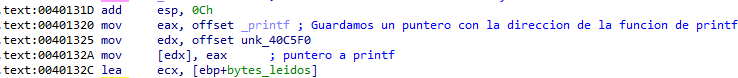 .text:0040131D add esp, 0Ch
.text:00401320 mov eax, offset _printf ; Guardamos un puntero con la direccion de la funcion de printf
.text:00401325 mov edx, offset unk_40C5F0
.text:0040132A mov [edx], eax ; puntero a printf
.text:0040132C lea ecx, [ebp+bytes_leidos]